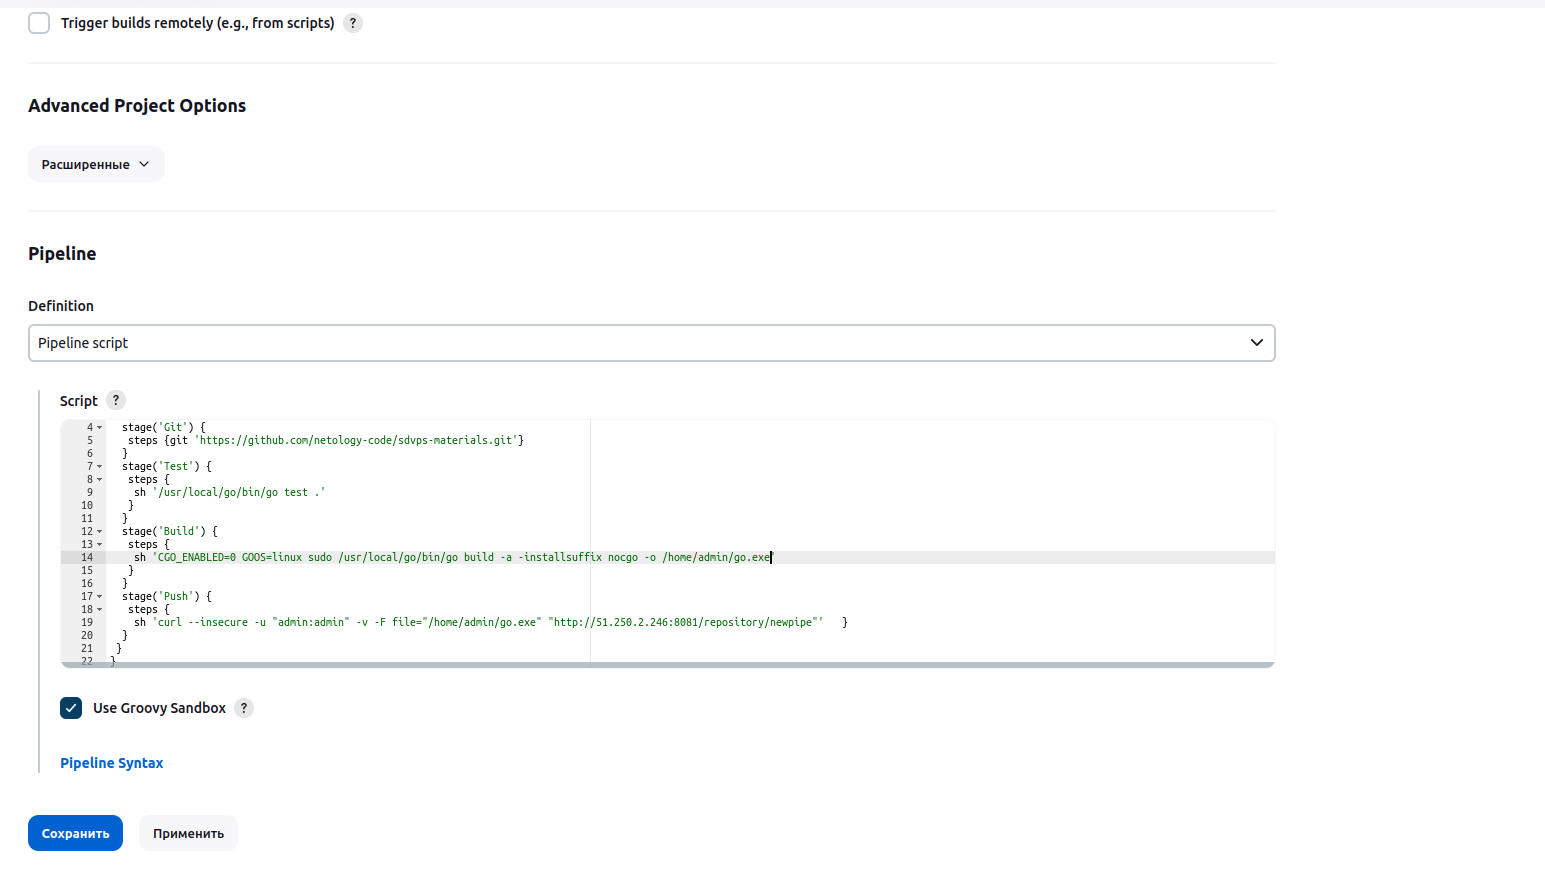 Trigger builds remotely (e.g., from scripts) ?
Advanced Project Options
Расширенные
Pipeline
Definition
Pipeline script
Script ?
4 stage('Git') {
5 steps {git 'https://github.com/netology-code/sdvps-materials.git'}
6 }
7 stage('Test') {
8 steps {
9 sh '/usr/local/go/bin/go test .'
10 }
11 }
12 stage('Build') {
13 steps {
14 sh 'CGO_ENABLED=0 GOOS=linux sudo /usr/local/go/bin/go build -a -installsuffix nocgo -o /home/admin/go.exe'
15 }
16 }
17 stage('Push') {
18 steps {
19 sh 'curl --insecure -u "admin:admin" -v -F file="/home/admin/go.exe" "http://51.250.2.246:8081/repository/newpipe"' }
20 }
21 }
22 }
Use Groovy Sandbox ?
Pipeline Syntax
Сохранить
Применить